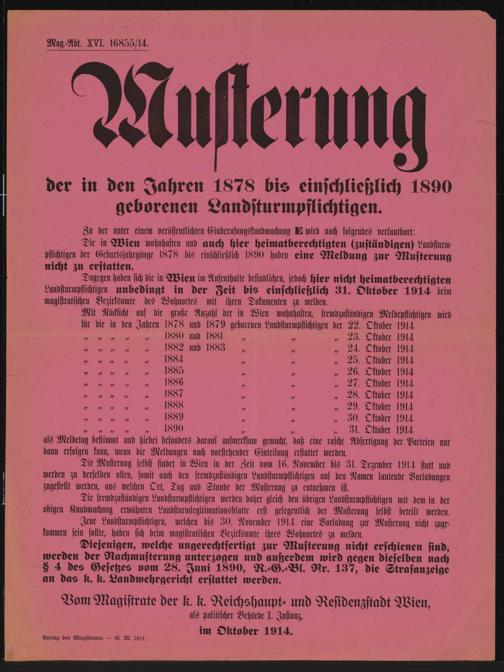 Mag.-Abt. XVI. 16855/14.
Musterung
der in den Jahren 1878 bis einschließlich 1890
geborenen Landsturmpflichtigen.
Zu der unter einem veröffentlichten Einberufungskundmachung E wird noch folgendes verlautbart:
Die in Wien wohnhaften und auch hier heimatberechtigten (zuständigen) Landsturm-
pflichtigen der Geburtsjahrgänge 1878 bis einschließlich 1890 haben eine Meldung zur Musterung
nicht zu erstatten.
Dagegen haben sich die in Wien im Aufenthalte befindlichen, jedoch hier nicht heimatberechtigten
Landsturmpflichtigen unbedingt in der Zeit bis einschließlich 31. Oktober 1914 beim
magistratischen Bezirksamte des Wohnortes mit ihren Dokumenten zu melden.
Mit Rücksicht auf die große Anzahl der in Wien wohnhaften, fremdzuständigen Meldepflichtigen wird
für die in den Jahren 1878 und 1879 geborenen Landsturmpflichtigen der 22. Oktober 1914
„ „ „ „ „ 1880 und 1881 „ „ „ 23. Oktober 1914
„ „ „ „ „ 1882 und 1883 „ „ „ 24. Oktober 1914
„ „ „ „ „ 1884 „ „ „ 25. Oktober 1914
„ „ „ „ „ 1885 „ „ „ 26. Oktober 1914
„ „ „ „ „ 1886 „ „ „ 27. Oktober 1914
„ „ „ „ „ 1887 „ „ „ 28. Oktober 1914
„ „ „ „ „ 1888 „ „ „ 29. Oktober 1914
„ „ „ „ „ 1889 „ „ „ 30. Oktober 1914
„ „ „ „ „ 1890 „ „ „ 31. Oktober 1914
als Meldetag bestimmt und hiebei besonders darauf aufmerksam gemacht, daß eine rasche Abfertigung der Parteien nur
dann erfolgen kann, wenn die Meldungen nach vorstehender Einteilung erstattet werden.
Die Musterung selbst findet in Wien in der Zeit vom 16. November bis 31. Dezember 1914 statt und
werden zu derselben allen, somit auch den fremdzuständigen Landsturmpflichtigen auf den Namen lautende Vorladungen
zugestellt werden, aus welchen Ort, Tag und Stunde der Musterung zu entnehmen ist.
Die fremdzuständigen Landsturmpflichtigen werden daher gleich den übrigen Landsturmpflichtigen mit dem in der
obigen Kundmachung erwähnten Landsturmlegitimationsblatte erst gelegentlich der Musterung selbst beteilt werden.
Jene Landsturmpflichtigen, welchen bis 30. November 1914 eine Vorladung zur Musterung nicht zuge-
kommen sein sollte, haben sich beim magistratischen Bezirksamte ihres Wohnortes zu melden.
Diejenigen, welche ungerechtfertigt zur Musterung nicht erschienen sind,
werden der Nachmusterung unterzogen und außerdem wird gegen dieselben nach
§ 4 des Gesetzes vom 28. Juni 1890, R.-G.-Bl. Nr. 137, die Strafanzeige
an das k. k. Landwehrgericht erstattet werden.
Vom Magistrate der k. k. Reichshaupt- und Residenzstadt Wien,
als politischer Behörde I. Instanz,
im Oktober 1914.
Verlag des Magistrates. — G. M. 1914.